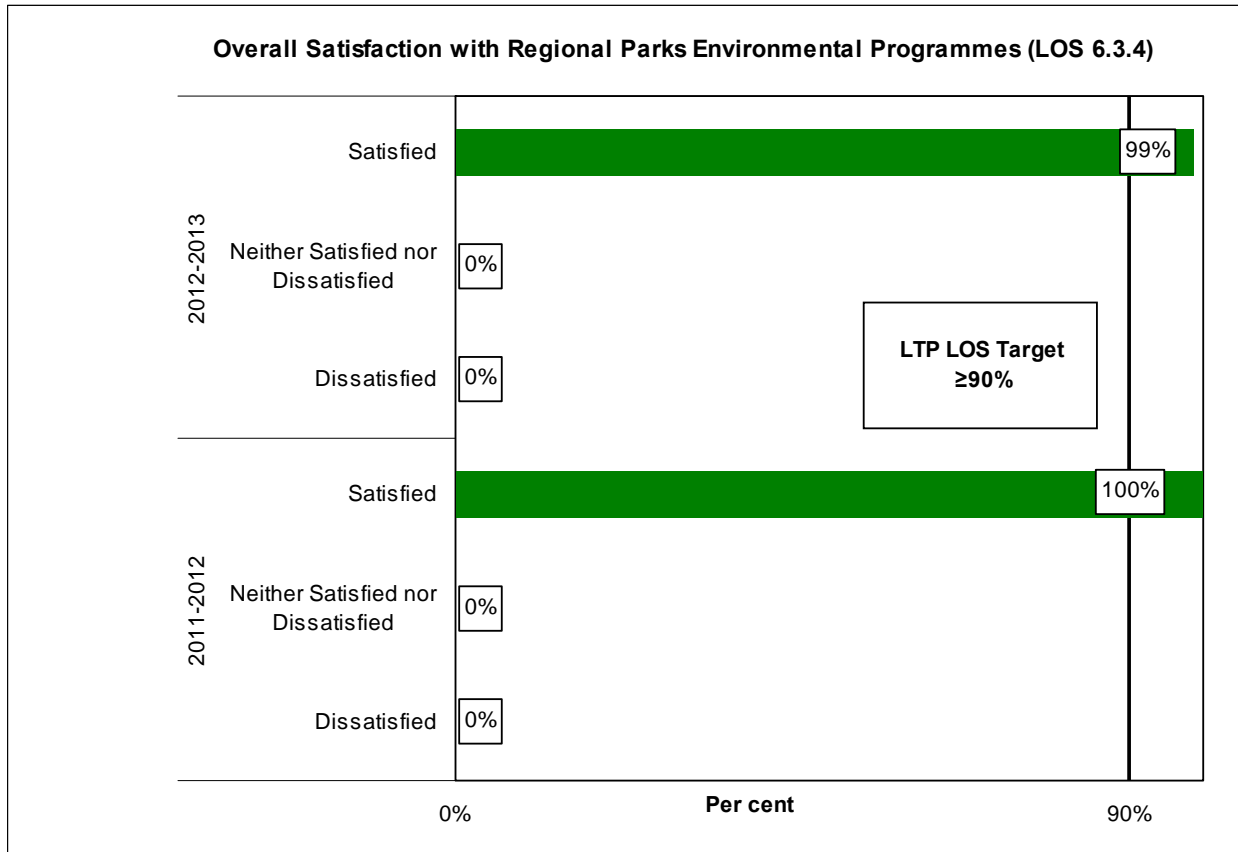 Overall Satisfaction with Regional Parks Environmental Programmes (LOS 6.3.4)
2012-2013
Satisfied
99%
Neither Satisfied nor
Dissatisfied
0%
Dissatisfied
0%
LTP LOS Target
≥90%
2011-2012
Satisfied
100%
Neither Satisfied nor
Dissatisfied
0%
Dissatisfied
0%
0%
Per cent
90%